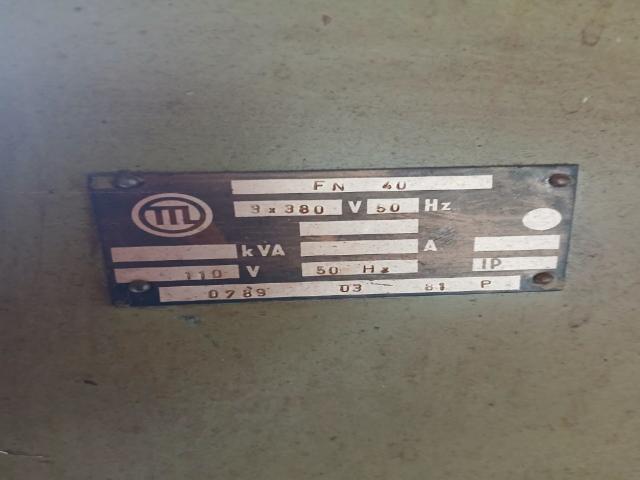 FN 40
3 x 380 V 50 Hz
kVA A
110 V 50 Hz IP
0789 03 81 P